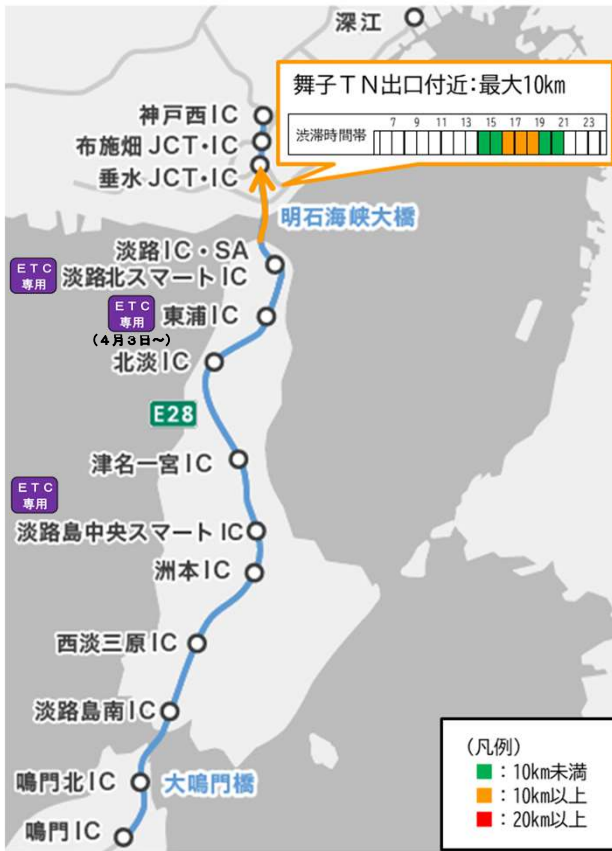 深江
舞子TN出口付近:最大10km
7 9 11 13 15 17 19 21 23
渋滞時間帯
神戸西IC
布施畑JCT・IC
垂水JCT・IC
明石海峡大橋
淡路IC・SA
ETC
専用
淡路北スマートIC
ETC
専用
東浦IC
(4月3日〜)
北淡IC
E28
津名一宮IC
ETC
専用
淡路島中央スマートIC
洲本IC
西淡三原IC
淡路島南IC
鳴門北IC
大鳴門橋
鳴門IC
(凡例)
:10km未満
:10km以上
:20km以上